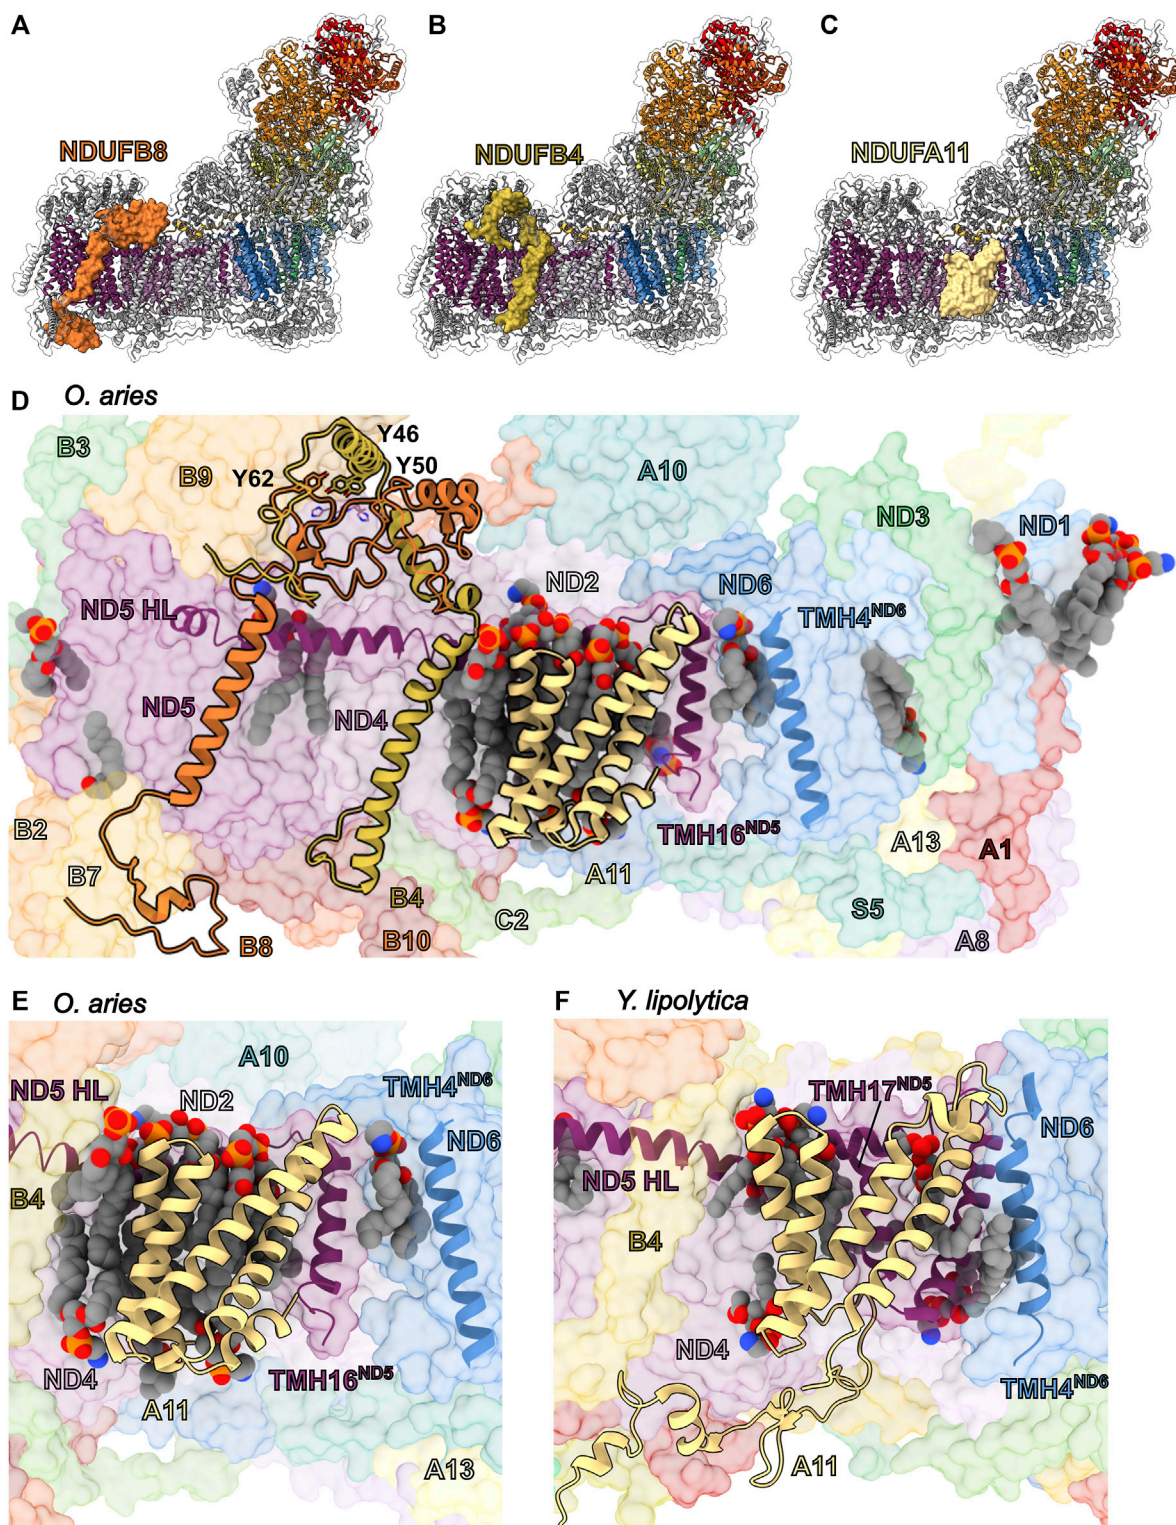 A
B
C
NDUFB8
NDUFB4
NDUFA11
D
O. aries
B3
B9
Y46
Y62
Y50
A10
ND3
ND1
ND2
ND6
ND5 HL
TMH4ND6
ND5
ND4
TMH16ND5
B2
B7
A11
A13
A1
B4
C2
S5
B8
B10
A8
E
O. aries
A10
ND5 HL
ND2
TMH4ND6
ND6
B4
ND4
TMH16ND5
A11
A13
F
Y. lipolytica
TMH17ND5
ND6
ND5 HL
B4
ND4
TMH4ND6
A11